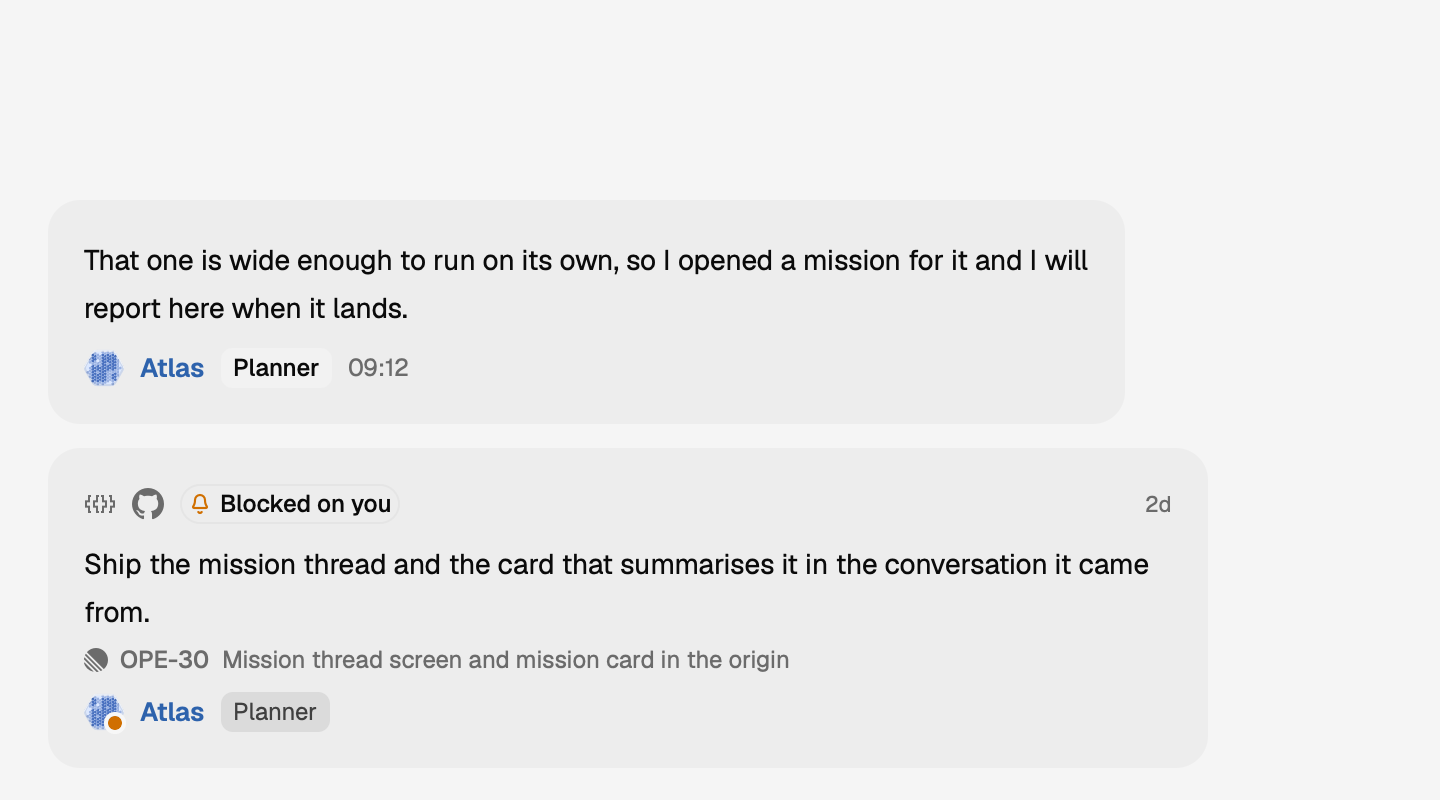 That one is wide enough to run on its own, so I opened a mission for it and I will
report here when it lands.
Atlas Planner 09:12
Blocked on you 2d
Ship the mission thread and the card that summarises it in the conversation it came
from.
OPE-30 Mission thread screen and mission card in the origin
Atlas Planner